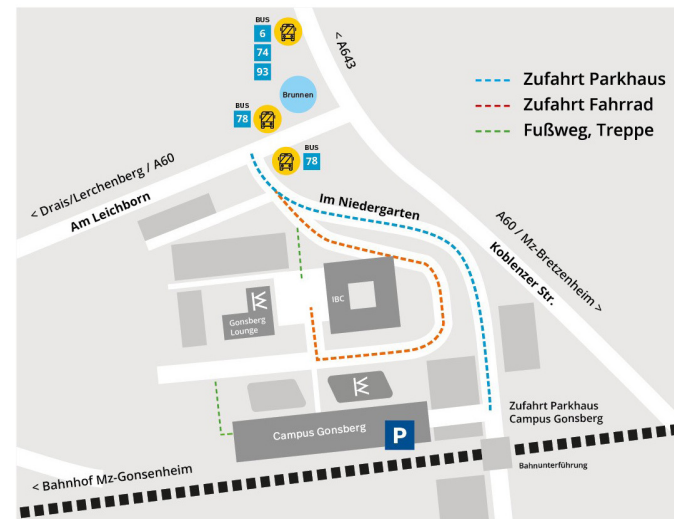 BUS
6
74
93
Brunnen
BUS
78
BUS
78
< A643
Zufahrt Parkhaus
Zufahrt Fahrrad
Fußweg, Treppe
< Drais/Lerchenberg / A60
Am Leichborn
Im Niedergarten
A60 / Mz-Bretzenheim >
Koblenzer Str.
IBC
Gonsberg
Lounge
Campus Gonsberg
P
Zufahrt Parkhaus
Campus Gonsberg
Bahnunterführung
< Bahnhof Mz-Gonsenheim